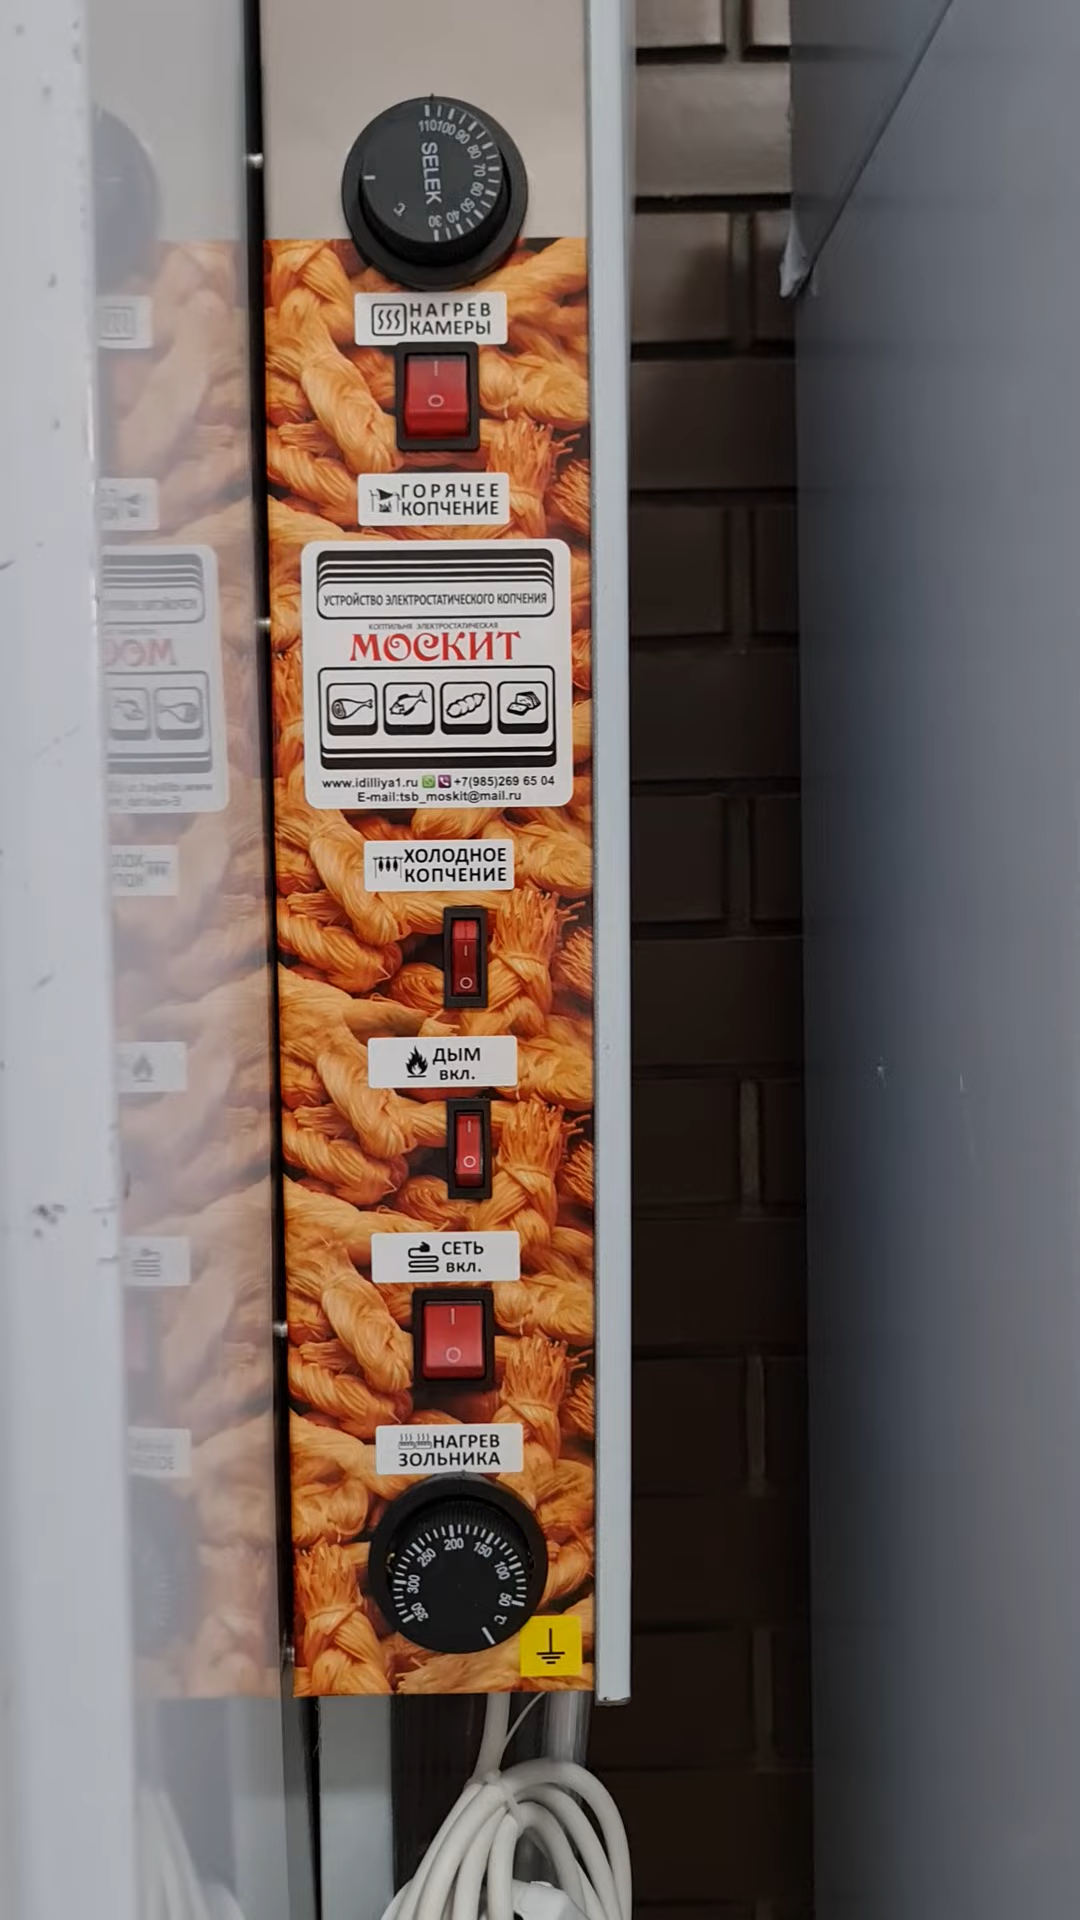 110 100 90 80 70 60 50 40 30 °C
SELEK
НАГРЕВ
КАМЕРЫ
I
O
ГОРЯЧЕЕ
КОПЧЕНИЕ
УСТРОЙСТВО ЭЛЕКТРОСТАТИЧЕСКОГО КОПЧЕНИЯ
КОПТИЛЬНЯ ЭЛЕКТРОСТАТИЧЕСКАЯ
МОСКИТ
www.idilliya1.ru +7(985)269 65 04
E-mail:tsb_moskit@mail.ru
ХОЛОДНОЕ
КОПЧЕНИЕ
I
O
ДЫМ
вкл.
I
O
СЕТЬ
вкл.
I
O
НАГРЕВ
ЗОЛЬНИКА
350 300 250 200 150 100 50 °C